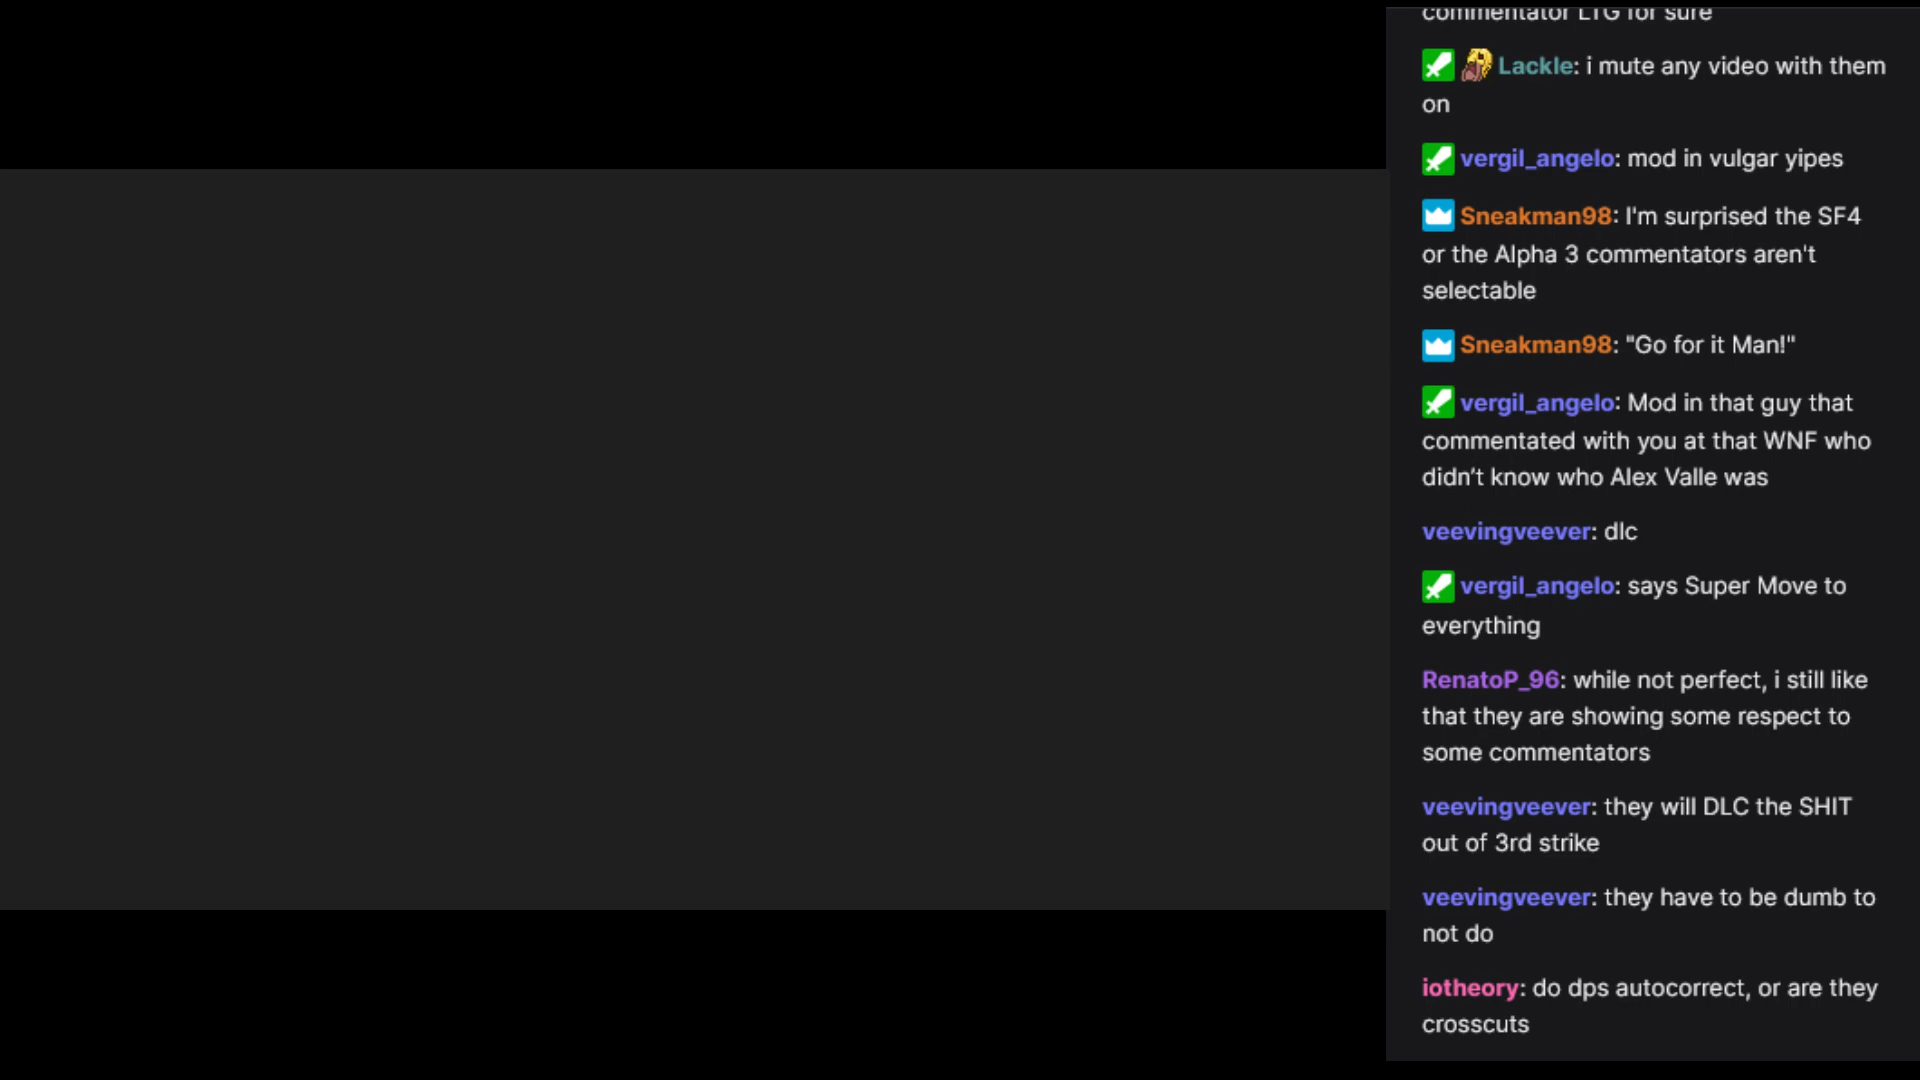 commentator LTG for sure
Lackle: i mute any video with them
on
vergil_angelo: mod in vulgar yipes
Sneakman98: I'm surprised the SF4
or the Alpha 3 commentators aren't
selectable
Sneakman98: "Go for it Man!"
vergil_angelo: Mod in that guy that
commentated with you at that WNF who
didn’t know who Alex Valle was
veevingveever: dlc
vergil_angelo: says Super Move to
everything
RenatoP_96: while not perfect, i still like
that they are showing some respect to
some commentators
veevingveever: they will DLC the SHIT
out of 3rd strike
veevingveever: they have to be dumb to
not do
iotheory: do dps autocorrect, or are they
crosscuts